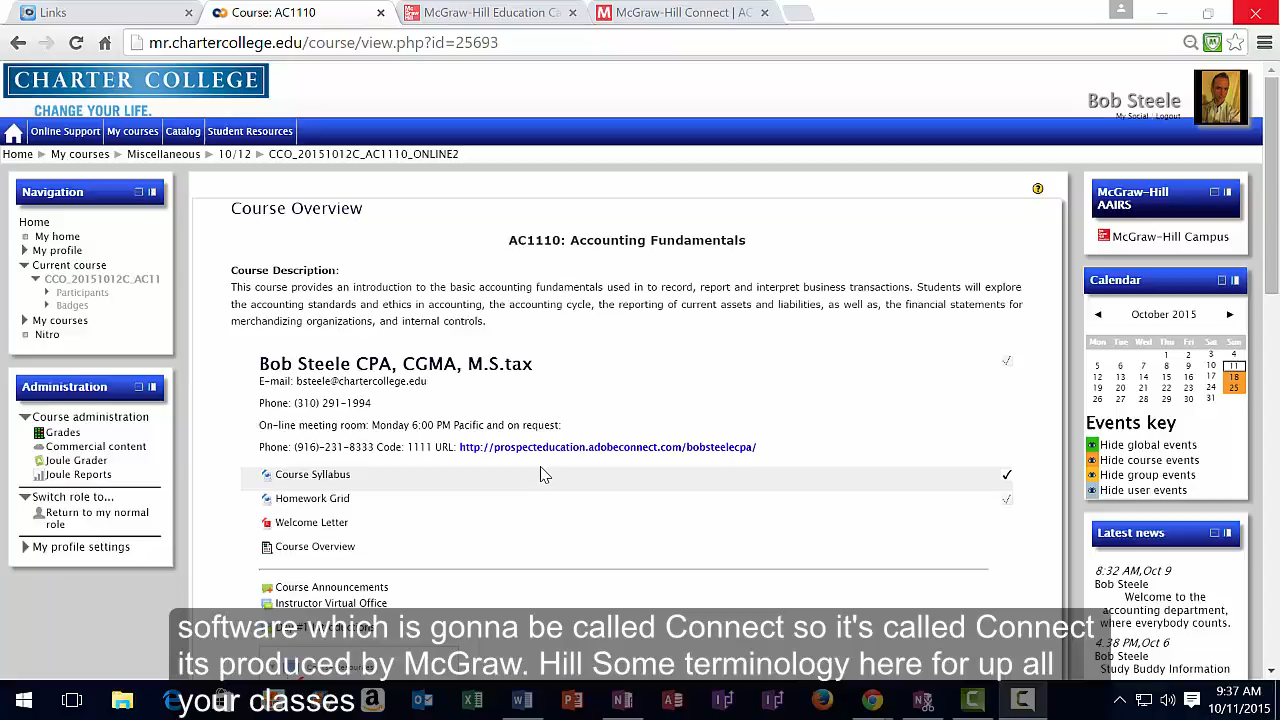 Links
Course: AC1110
McGraw-Hill Education Ca
McGraw-Hill Connect | AC
mr.chartercollege.edu/course/view.php?id=25693
CHARTER COLLEGE
CHANGE YOUR LIFE.
Bob Steele
My Social Logout
Online Support My courses Catalog Student Resources
Home My courses Miscellaneous 10/12 CCO_20151012C_AC1110_ONLINE2
Navigation
Home
My home
My profile
Current course
CCO_20151012C_AC11
Participants
Badges
My courses
Nitro
Administration
Course administration
Grades
Commercial content
Joule Grader
Joule Reports
Switch role to...
Return to my normal
role
My profile settings
Course Overview
AC1110: Accounting Fundamentals
Course Description:
This course provides an introduction to the basic accounting fundamentals used in to record, report and interpret business transactions. Students will explore
the accounting standards and ethics in accounting, the accounting cycle, the reporting of current assets and liabilities, as well as, the financial statements for
merchandizing organizations, and internal controls.
Bob Steele CPA, CGMA, M.S.tax
E-mail: bsteele@chartercollege.edu
Phone: (310) 291-1994
On-line meeting room: Monday 6:00 PM Pacific and on request:
Phone: (916)-231-8333 Code: 1111 URL: http://prospecteducation.adobeconnect.com/bobsteelecpa/
Course Syllabus
Homework Grid
Welcome Letter
Course Overview
Course Announcements
Instructor Virtual Office
McGraw-Hill
AAIRS
McGraw-Hill Campus
Calendar
October 2015
Mon Tue Wed Thu Fri Sat Sun
1 2 3 4
5 6 7 8 9 10 11
12 13 14 15 16 17 18
19 20 21 22 23 24 25
26 27 28 29 30 31
Events key
Hide global events
Hide course events
Hide group events
Hide user events
Latest news
8:32 AM, Oct 9
Bob Steele
Welcome to the
accounting department,
where everybody counts.
4:38 PM, Oct 6
Bob Steele
Study Buddy Information
software which is gonna be called Connect so it's called Connect
its produced by McGraw. Hill Some terminology here for up all
your classes
9:37 AM
10/11/2015